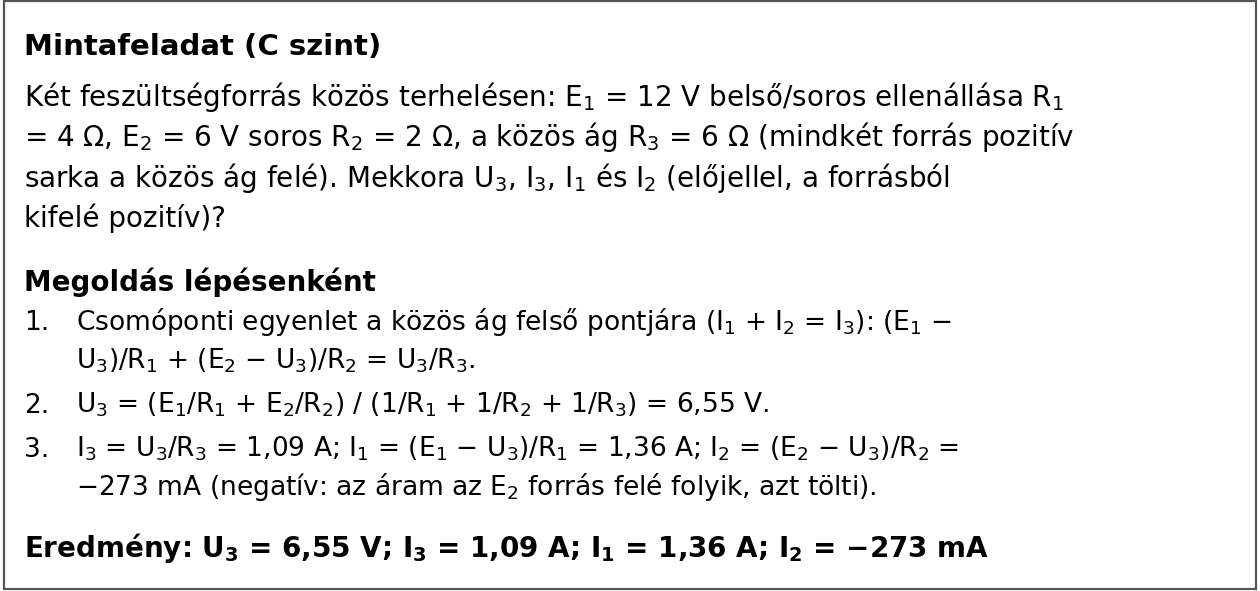 Mintafeladat (C szint)
Két feszültségforrás közös terhelésen: E₁ = 12 V belső/soros ellenállása R₁
= 4 Ω, E₂ = 6 V soros R₂ = 2 Ω, a közös ág R₃ = 6 Ω (mindkét forrás pozitív
sarka a közös ág felé). Mekkora U₃, I₃, I₁ és I₂ (előjellel, a forrásból
kifelé pozitív)?
Megoldás lépésenként
1. Csomóponti egyenlet a közös ág felső pontjára (I₁ + I₂ = I₃): (E₁ −
U₃)/R₁ + (E₂ − U₃)/R₂ = U₃/R₃.
2. U₃ = (E₁/R₁ + E₂/R₂) / (1/R₁ + 1/R₂ + 1/R₃) = 6,55 V.
3. I₃ = U₃/R₃ = 1,09 A; I₁ = (E₁ − U₃)/R₁ = 1,36 A; I₂ = (E₂ − U₃)/R₂ =
−273 mA (negatív: az áram az E₂ forrás felé folyik, azt tölti).
Eredmény: U₃ = 6,55 V; I₃ = 1,09 A; I₁ = 1,36 A; I₂ = −273 mA